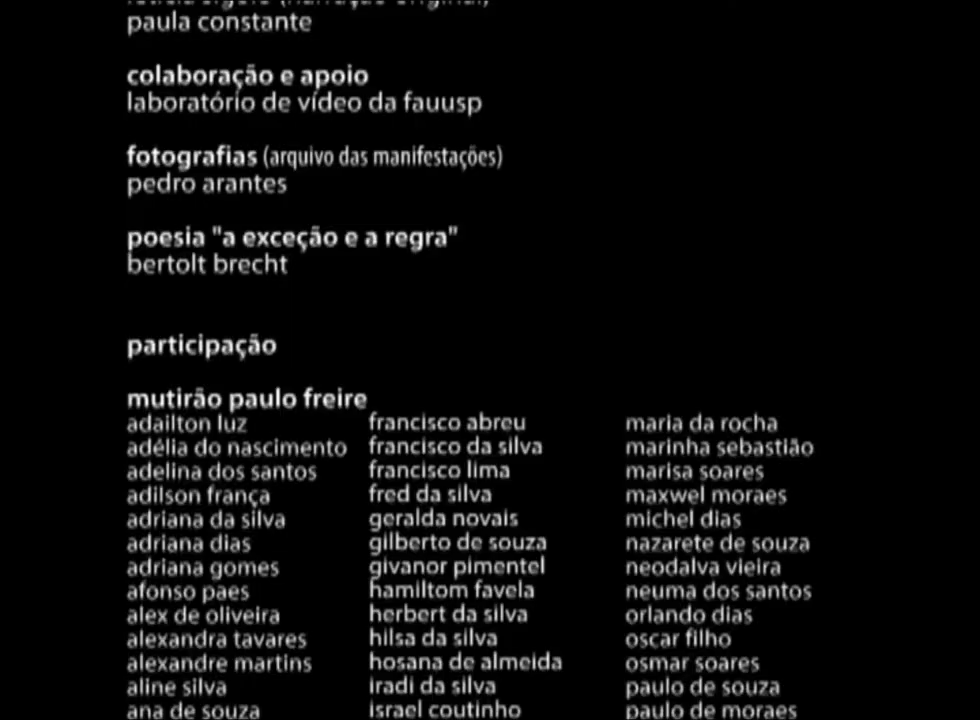 paula constante
colaboração e apoio
laboratório de vídeo da fauusp
fotografias (arquivo das manifestações)
pedro arantes
poesia "a exceção e a regra"
bertolt brecht
participação
mutirão paulo freire
adailton luz
adélia do nascimento
adelina dos santos
adilson frança
adriana da silva
adriana dias
adriana gomes
afonso paes
alex de oliveira
alexandra tavares
alexandre martins
aline silva
ana de souza
francisco abreu
francisco da silva
francisco lima
fred da silva
geralda novais
gilberto de souza
givanor pimentel
hamiltom favela
herbert da silva
hilsa da silva
hosana de almeida
iradi da silva
israel coutinho
maria da rocha
marinha sebastião
marisa soares
maxwel moraes
michel dias
nazarete de souza
neodalva vieira
neuma dos santos
orlando dias
oscar filho
osmar soares
paulo de souza
paulo de moraes